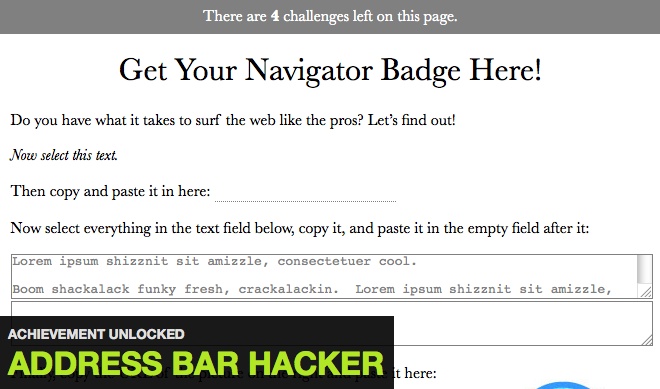 There are 4 challenges left on this page.
Get Your Navigator Badge Here!
Do you have what it takes to surf the web like the pros? Let's find out!
Now select this text.
Then copy and paste it in here:
Now select everything in the text field below, copy it, and paste it in the empty field after it:
Lorem ipsum shizznit sit amizzle, consectetuer cool.
Boom shackalack funky fresh, crackalackin. Lorem ipsum shizznit sit amizzle,
ACHIEVEMENT UNLOCKED
ADDRESS BAR HACKER
it here: